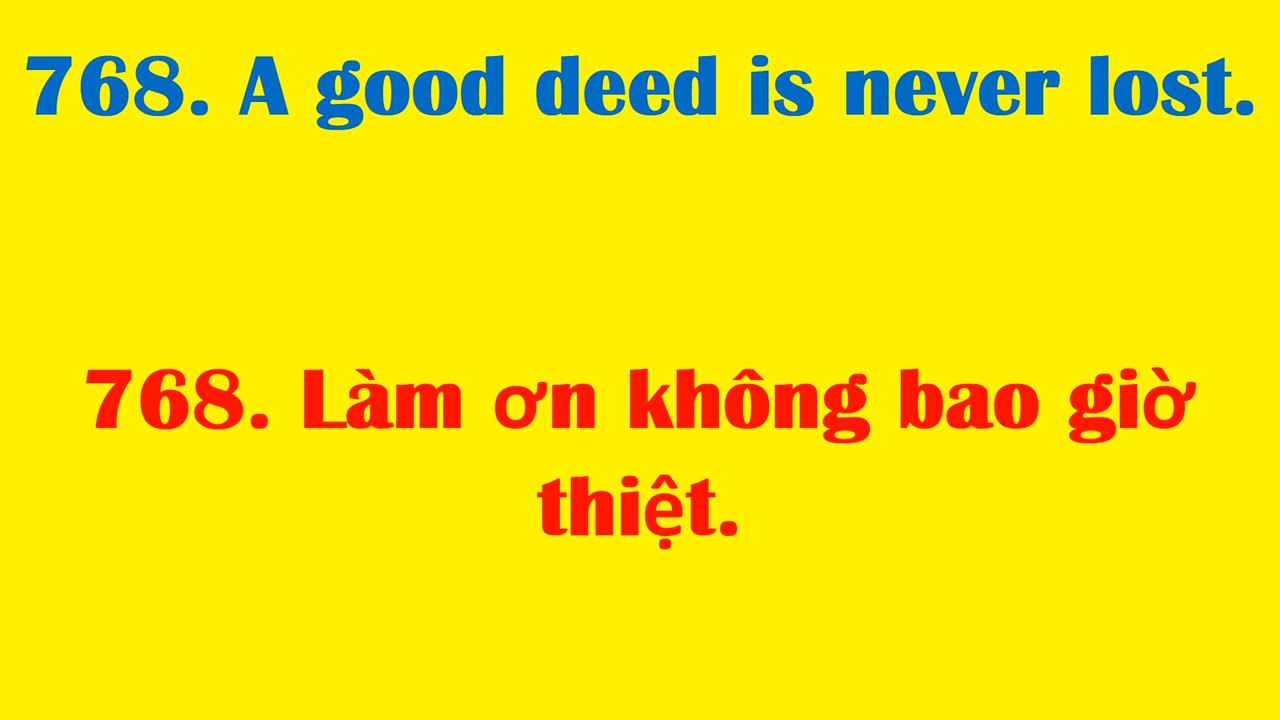 768. A good deed is never lost.
768. Làm ơn không bao giờ
thiệt.